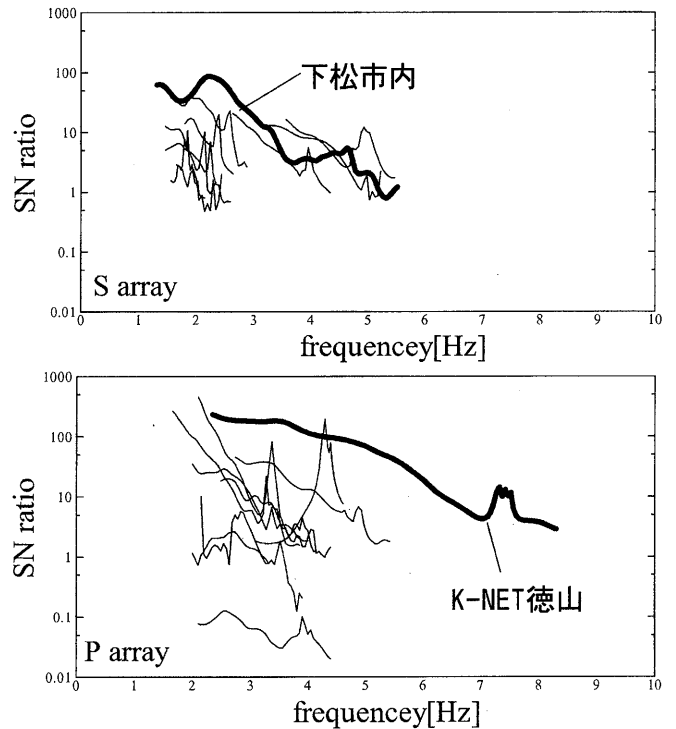 1000
100
10
1
0.1
0.01
SN ratio
下松市内
S array
0 1 2 3 4 5 6 7 8 9 10
frequencey[Hz]
1000
100
10
1
0.1
0.01
SN ratio
K-NET徳山
P array
0 1 2 3 4 5 6 7 8 9 10
frequencey[Hz]